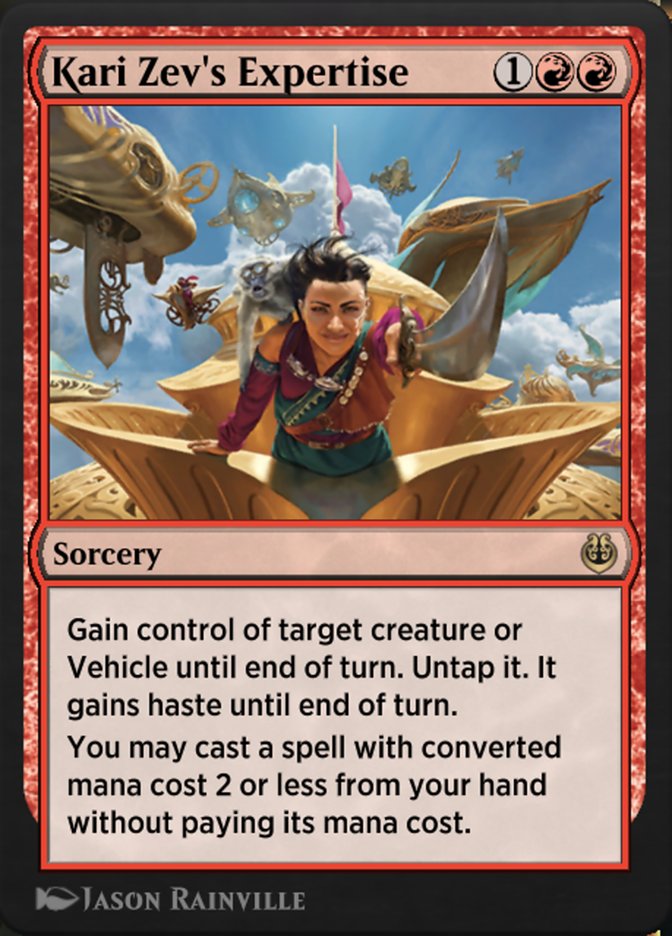 Kari Zev's Expertise 1
Sorcery
Gain control of target creature or
Vehicle until end of turn. Untap it. It
gains haste until end of turn.
You may cast a spell with converted
mana cost 2 or less from your hand
without paying its mana cost.
Jason Rainville